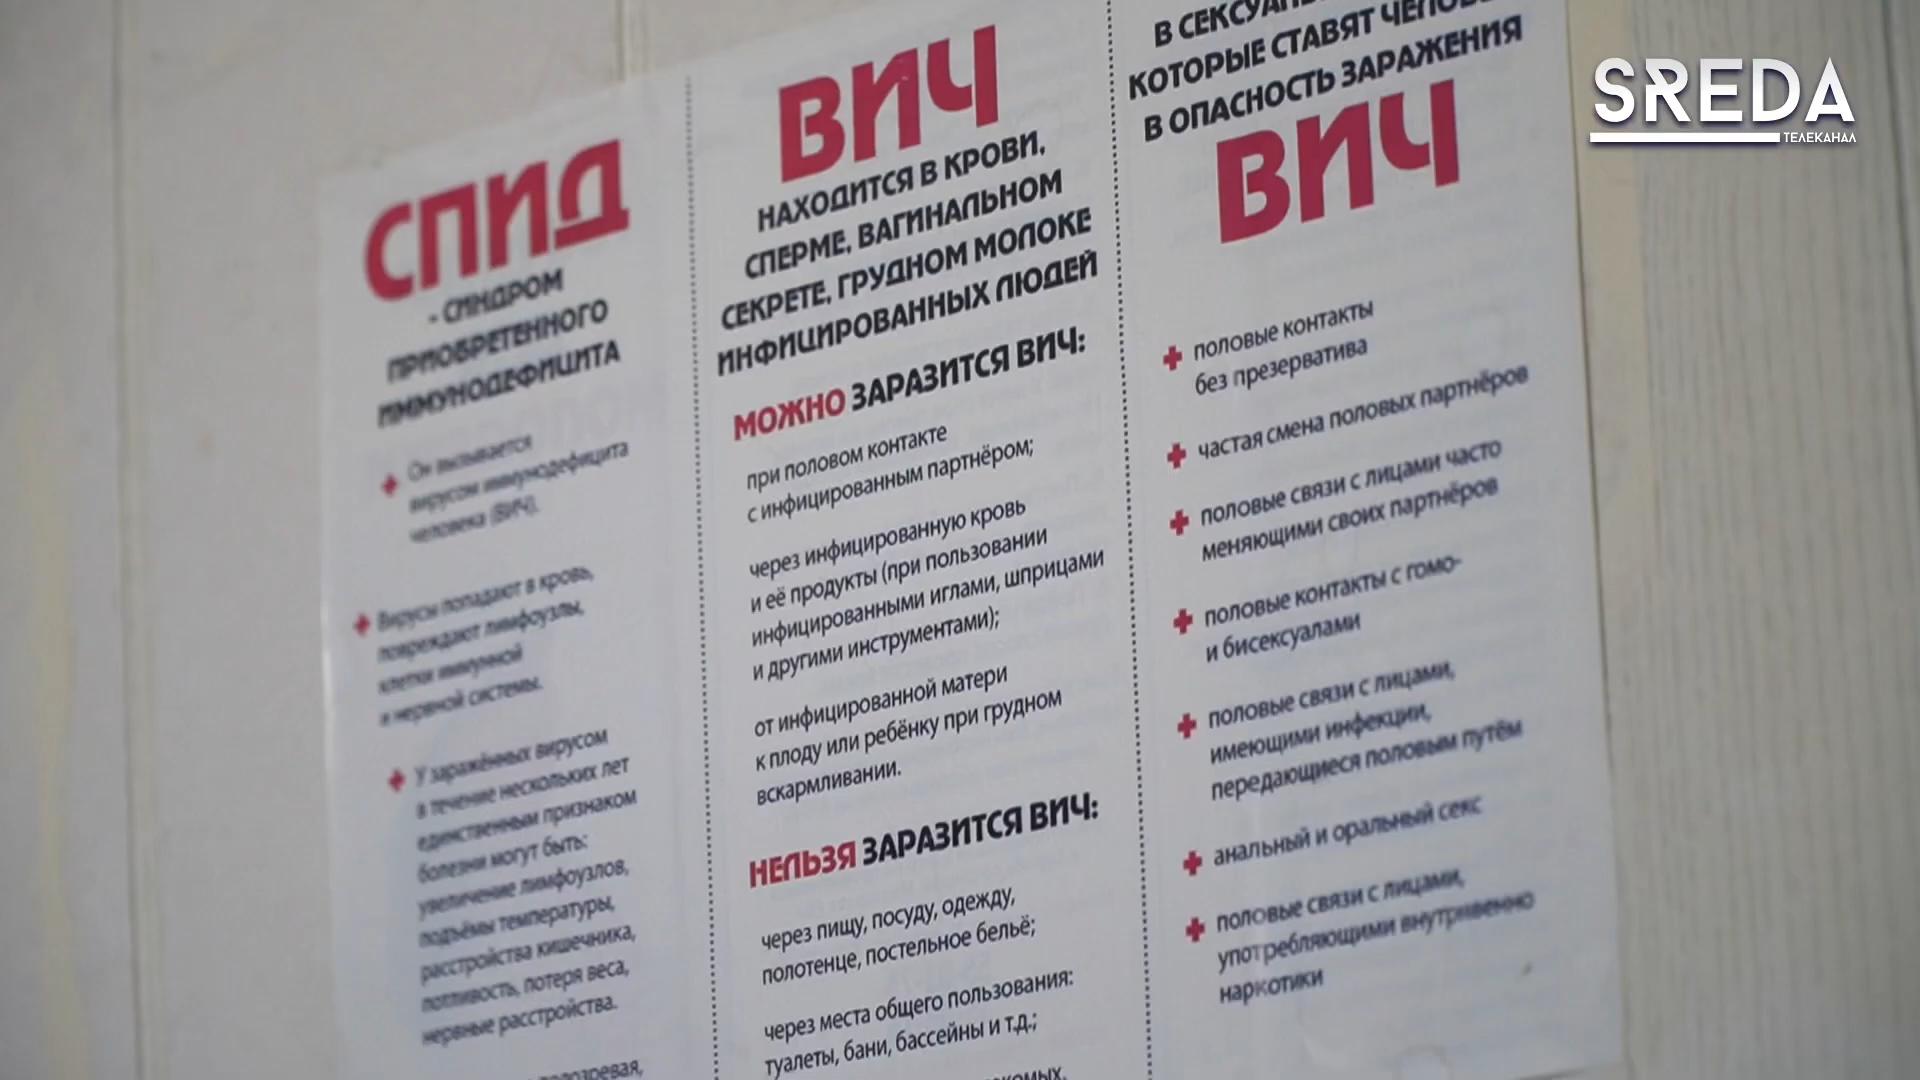 SREDA
ТЕЛЕКАНАЛ
СПИД
- СИНДРОМ
ПРИОБРЕТЕННОГО
ИММУНОДЕФИЦИТА
Он вызывается
вирусом иммунодефицита
человека (ВИЧ).
Вирусы попадают в кровь,
повреждают лимфоузлы,
клетки иммунной
и нервной системы.
У заражённых вирусом
в течение нескольких лет
единственным признаком
болезни могут быть:
увеличение лимфоузлов,
подъёмы температуры,
расстройства кишечника,
потливость, потеря веса,
нервные расстройства.
ВИЧ
НАХОДИТСЯ В КРОВИ,
СПЕРМЕ, ВАГИНАЛЬНОМ
СЕКРЕТЕ, ГРУДНОМ МОЛОКЕ
ИНФИЦИРОВАННЫХ ЛЮДЕЙ
МОЖНО ЗАРАЗИТСЯ ВИЧ:
при половом контакте
с инфицированным партнёром;
через инфицированную кровь
и её продукты (при пользовании
инфицированными иглами, шприцами
и другими инструментами);
от инфицированной матери
к плоду или ребёнку при грудном
вскармливании.
НЕЛЬЗЯ ЗАРАЗИТСЯ ВИЧ:
через пищу, посуду, одежду,
полотенце, постельное бельё;
через места общего пользования:
туалеты, бани, бассейны и т.д.;
В
КОТОРЫЕ СТАВЯТ
В ОПАСНОСТЬ ЗАРАЖЕНИЯ
ВИЧ
половые контакты
без презерватива
частая смена половых партнёров
половые связи с лицами часто
меняющими своих партнёров
половые контакты с гомо-
и бисексуалами
половые связи с лицами,
имеющими инфекции,
передающиеся половым путём
анальный и оральный секс
половые связи с лицами,
употребляющими внутривенно
наркотики